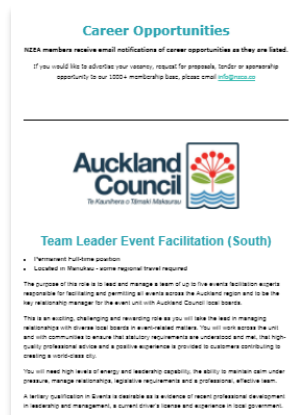 Career Opportunities
NZEA members receive email notifications of career opportunities as they are listed.
If you would like to advertise your vacancy, request for proposals, tender or sponsorship
opportunity to our 1000+ membership base, please email info@nzea.co
Auckland
Council
Te Kaunihera o Tāmaki Makaurau
Team Leader Event Facilitation (South)
• Permanent Full-time position
• Located in Manukau - some regional travel required
The purpose of this role is to lead and manage a team of up to five event facilitation experts
responsible for facilitating and permitting all events across the Auckland region and to be the
key relationship manager for the event unit with Auckland Council local boards.
This is an exciting, challenging and rewarding role as you will take the lead in managing
relationships with diverse local boards in event-related matters. You will work across the unit
and with communities to ensure that statutory requirements are understood and met, that high-
quality professional advice and a positive experience is provided to customers contributing to
creating a world-class city.
You will need high levels of energy and leadership capability, the ability to maintain calm under
pressure, manage relationships, legislative requirements and a professional, effective team.
A tertiary qualification in Events is desirable as is evidence of recent professional development
in leadership and management, a current driver's license and experience in local government.